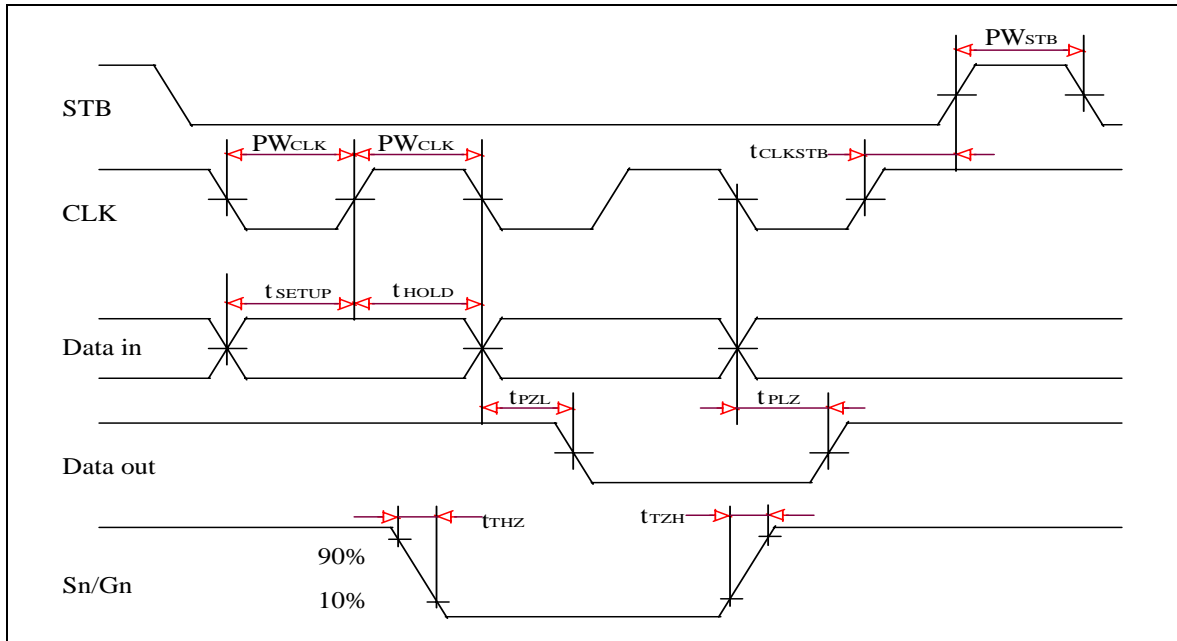 PWSTB
STB
PWCLK PWCLK
tCLKSTB
CLK
tSETUP tHOLD
Data in
tPZL tPLZ
Data out
tTHZ tTZH
90%
Sn/Gn
10%